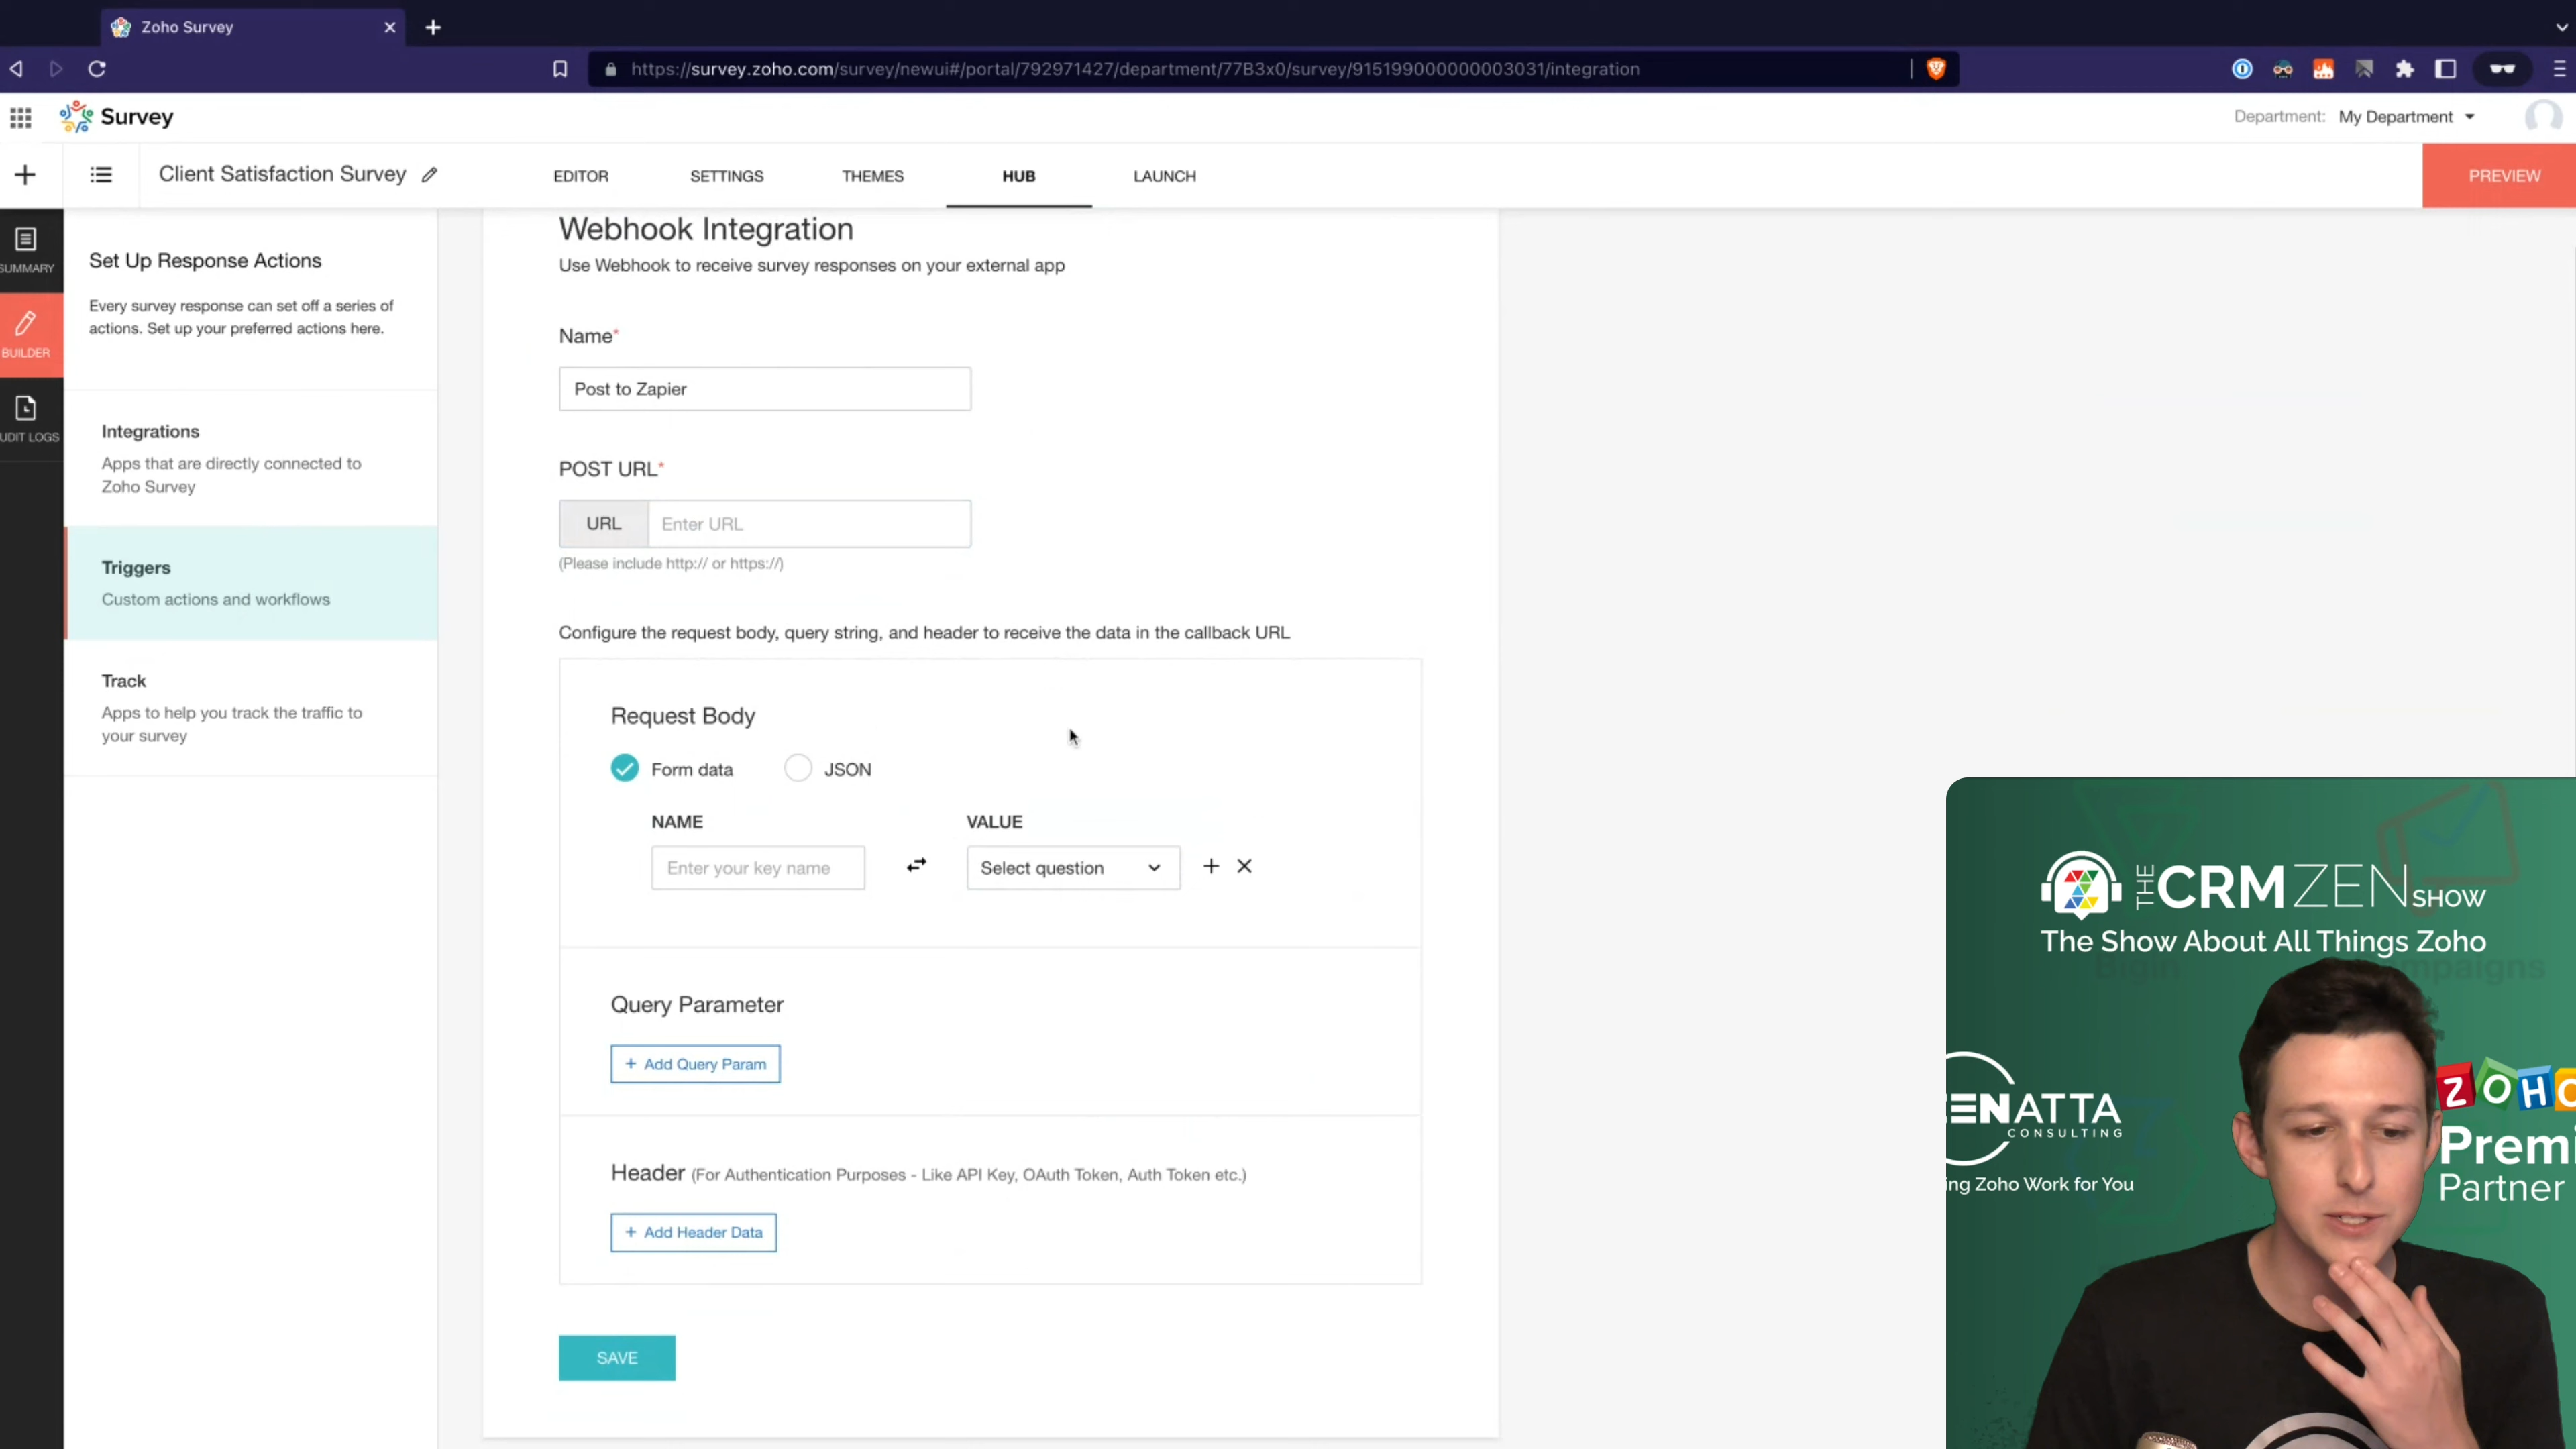 Zoho Survey
https://survey.zoho.com/survey/newui#/portal/792971427/department/77B3x0/survey/915199000000003031/integration
Survey
Department: My Department
Client Satisfaction Survey
EDITOR
SETTINGS
THEMES
HUB
LAUNCH
PREVIEW
SUMMARY
BUILDER
UDIT LOGS
Set Up Response Actions
Every survey response can set off a series of
actions. Set up your preferred actions here.
Integrations
Apps that are directly connected to
Zoho Survey
Triggers
Custom actions and workflows
Track
Apps to help you track the traffic to
your survey
Webhook Integration
Use Webhook to receive survey responses on your external app
Name*
Post to Zapier
POST URL*
URL Enter URL
(Please include http:// or https://)
Configure the request body, query string, and header to receive the data in the callback URL
Request Body
Form data JSON
NAME VALUE
Enter your key name Select question
Query Parameter
+ Add Query Param
Header (For Authentication Purposes - Like API Key, OAuth Token, Auth Token etc.)
+ Add Header Data
SAVE
THE CRMZEN SHOW
The Show About All Things Zoho
Bigin mpaigns
ZENATTA
CONSULTING
ing Zoho Work for You
ZOHO
Premi
Partner